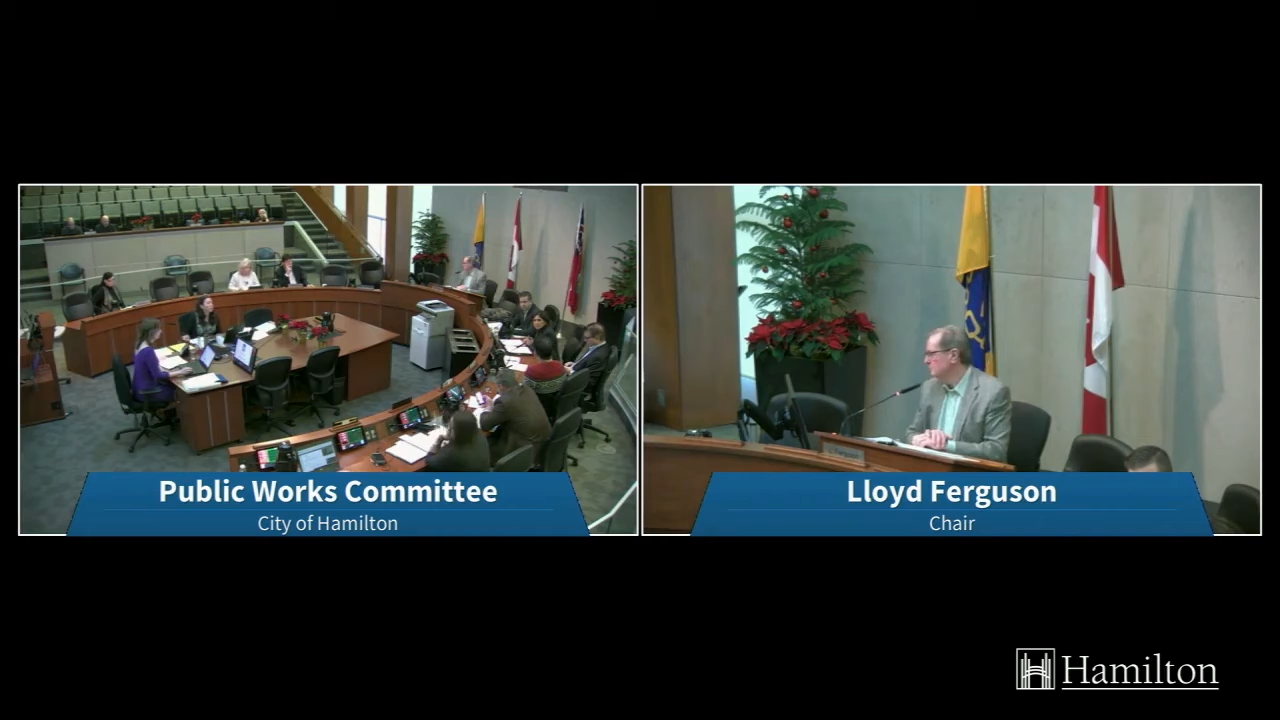 Public Works Committee
City of Hamilton
Lloyd Ferguson
Chair
Hamilton